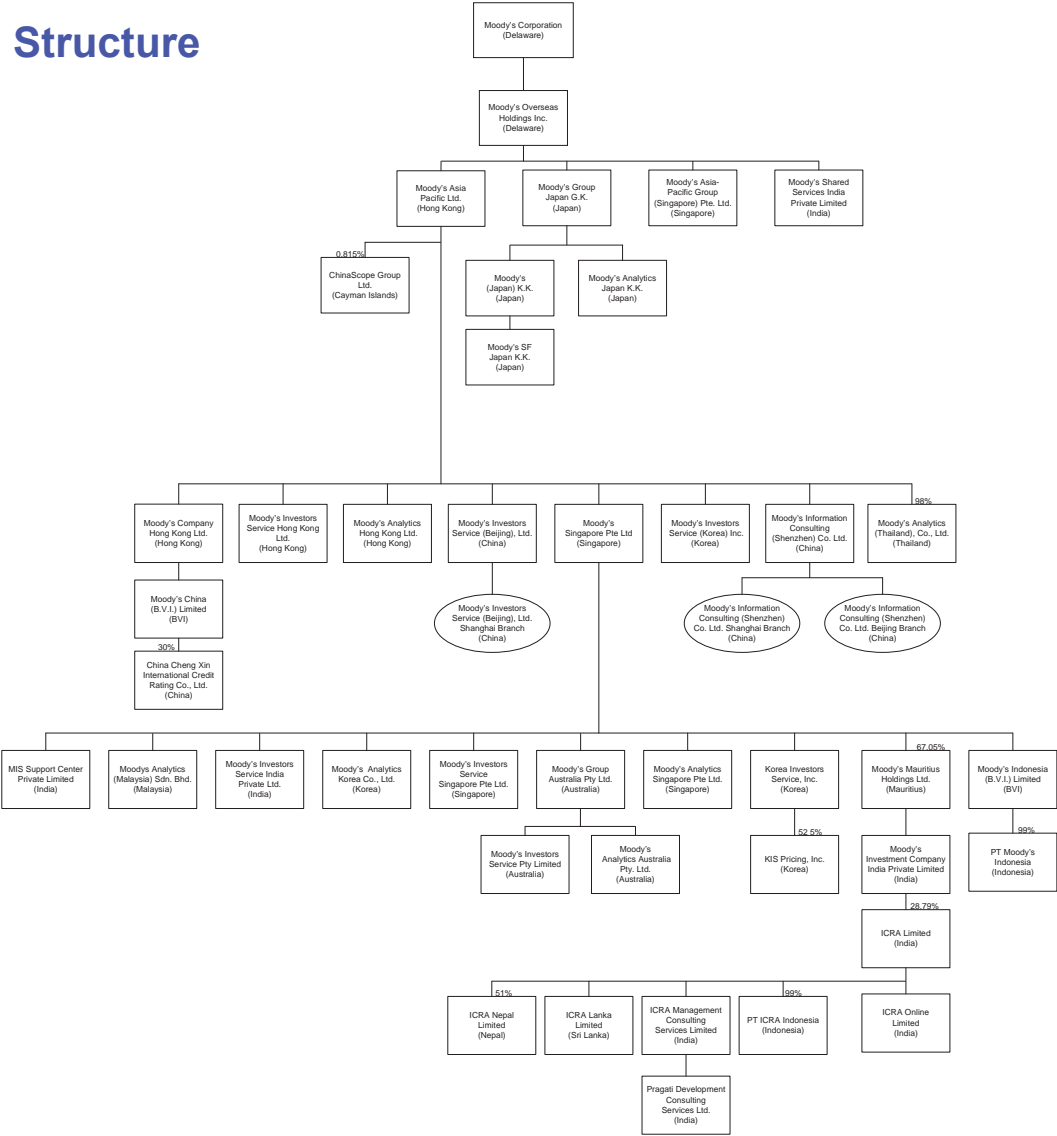 Structure
Moody's Corporation
(Delaware)
Moody's Overseas
Holdings Inc.
(Delaware)
Moody's Asia
Pacific Ltd.
(Hong Kong)
Moody's Group
Japan G.K.
(Japan)
Moody's Asia-
Pacific Group
(Singapore) Pte. Ltd.
(Singapore)
Moody's Shared
Services India
Private Limited
(India)
0.815%
ChinaScope Group
Ltd.
(Cayman Islands)
Moody's
(Japan) K.K.
(Japan)
Moody's Analytics
Japan K.K.
(Japan)
Moody's SF
Japan K.K.
(Japan)
Moody's Company
Hong Kong Ltd.
(Hong Kong)
Moody's Investors
Service Hong Kong
Ltd.
(Hong Kong)
Moody's Analytics
Hong Kong Ltd.
(Hong Kong)
Moody's Investors
Service (Beijing), Ltd.
(China)
Moody's
Singapore Pte Ltd
(Singapore)
Moody's Investors
Service (Korea) Inc.
(Korea)
Moody's Information
Consulting
(Shenzhen) Co. Ltd.
(China)
98%
Moody's Analytics
(Thailand), Co., Ltd.
(Thailand)
Moody's China
(B.V.I.) Limited
(BVI)
Moody's Investors
Service (Beijing), Ltd.
Shanghai Branch
(China)
Moody's Information
Consulting (Shenzhen)
Co. Ltd. Shanghai Branch
(China)
Moody's Information
Consulting (Shenzhen)
Co. Ltd. Beijing Branch
(China)
30%
China Cheng Xin
International Credit
Rating Co., Ltd.
(China)
MIS Support Center
Private Limited
(India)
Moodys Analytics
(Malaysia) Sdn. Bhd.
(Malaysia)
Moody's Investors
Service India
Private Ltd.
(India)
Moody's Analytics
Korea Co., Ltd.
(Korea)
Moody's Investors
Service
Singapore Pte Ltd.
(Singapore)
Moody's Group
Australia Pty Ltd.
(Australia)
Moody's Analytics
Singapore Pte Ltd.
(Singapore)
Korea Investors
Service, Inc.
(Korea)
67.05%
Moody's Mauritius
Holdings Ltd.
(Mauritius)
Moody's Indonesia
(B.V.I.) Limited
(BVI)
Moody's Investors
Service Pty Limited
(Australia)
Moody's
Analytics Australia
Pty. Ltd.
(Australia)
52 5%
KIS Pricing, Inc.
(Korea)
Moody's
Investment Company
India Private Limited
(India)
99%
PT Moody's
Indonesia
(Indonesia)
28.79%
ICRA Limited
(India)
51%
ICRA Nepal
Limited
(Nepal)
ICRA Lanka
Limited
(Sri Lanka)
ICRA Management
Consulting
Services Limited
(India)
99%
PT ICRA Indonesia
(Indonesia)
ICRA Online
Limited
(India)
Pragati Development
Consulting
Services Ltd.
(India)